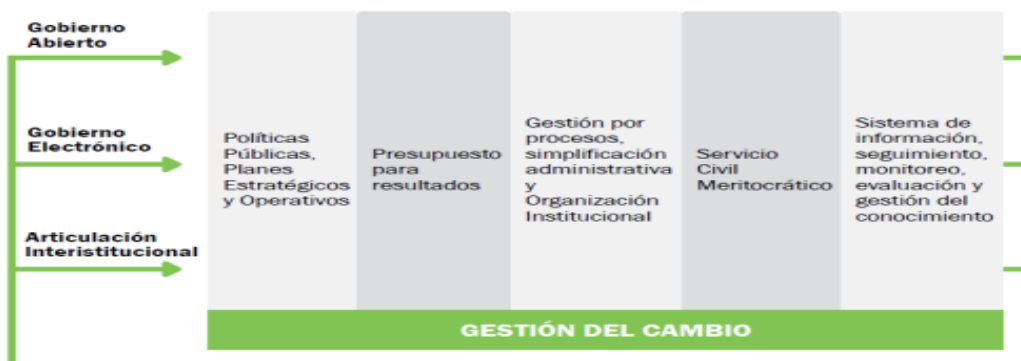 Gobierno
Abierto
Gobierno
Electrónico
Articulación
Interistitucional
Políticas
Públicas,
Planes
Estratégicos
y Operativos
Presupuesto
para
resultados
Gestión por
procesos,
simplificación
administrativa
y
Organización
Institucional
Servicio
Civil
Meritocrático
Sistema de
información,
seguimiento,
monitoreo,
evaluación y
gestión del
conocimiento
GESTIÓN DEL CAMBIO